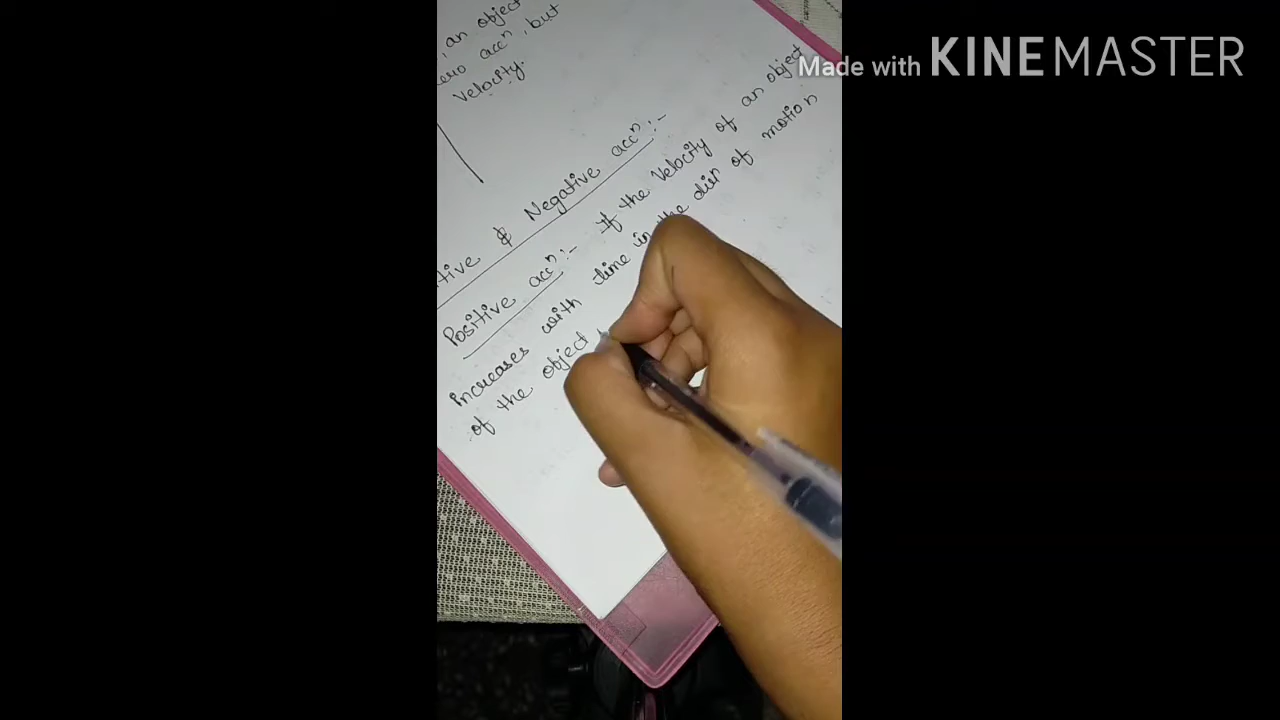 , an object
zero accⁿ, but
velocity.
Made with KINEMASTER
tive & Negative accⁿ :-
Positive accⁿ :- If the velocity of an object
increases with time in the dirⁿ of motion
of the object